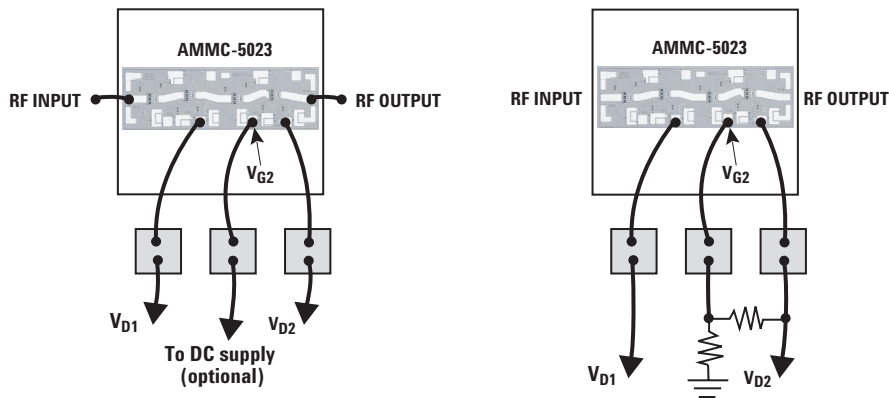 AMMC-5023
RF INPUT
RF OUTPUT
VG2
VD1
VD2
To DC supply
(optional)
AMMC-5023
RF INPUT
RF OUTPUT
VG2
VD1
VD2